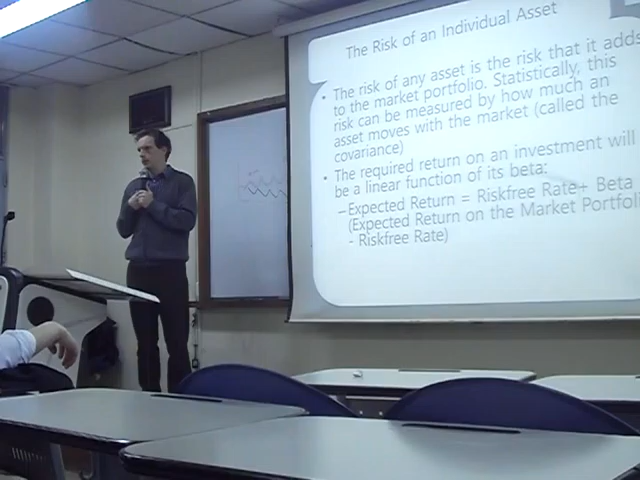 The Risk of an Individual Asset
• The risk of any asset is the risk that it adds
to the market portfolio. Statistically, this
risk can be measured by how much an
asset moves with the market (called the
covariance)
• The required return on an investment will
be a linear function of its beta:
–Expected Return = Riskfree Rate+ Beta
(Expected Return on the Market Portfoli
- Riskfree Rate)